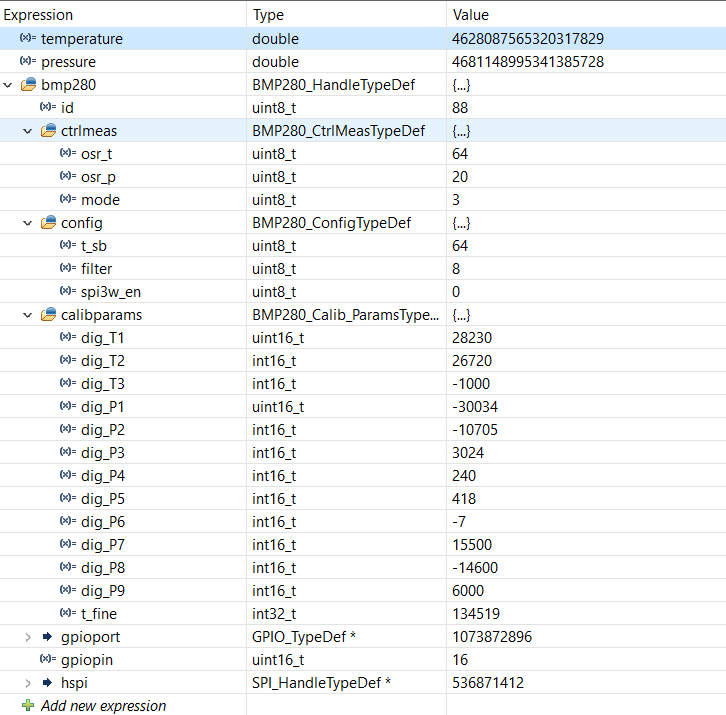 Expression Type Value
(x)= temperature double 4628087565320317829
(x)= pressure double 4681148995341385728
bmp280 BMP280_HandleTypeDef {...}
(x)= id uint8_t 88
ctrlmeas BMP280_CtrlMeasTypeDef {...}
(x)= osr_t uint8_t 64
(x)= osr_p uint8_t 20
(x)= mode uint8_t 3
config BMP280_ConfigTypeDef {...}
(x)= t_sb uint8_t 64
(x)= filter uint8_t 8
(x)= spi3w_en uint8_t 0
calibparams BMP280_Calib_ParamsType... {...}
(x)= dig_T1 uint16_t 28230
(x)= dig_T2 int16_t 26720
(x)= dig_T3 int16_t -1000
(x)= dig_P1 uint16_t -30034
(x)= dig_P2 int16_t -10705
(x)= dig_P3 int16_t 3024
(x)= dig_P4 int16_t 240
(x)= dig_P5 int16_t 418
(x)= dig_P6 int16_t -7
(x)= dig_P7 int16_t 15500
(x)= dig_P8 int16_t -14600
(x)= dig_P9 int16_t 6000
(x)= t_fine int32_t 134519
gpioport GPIO_TypeDef * 1073872896
(x)= gpiopin uint16_t 16
hspi SPI_HandleTypeDef * 536871412
Add new expression